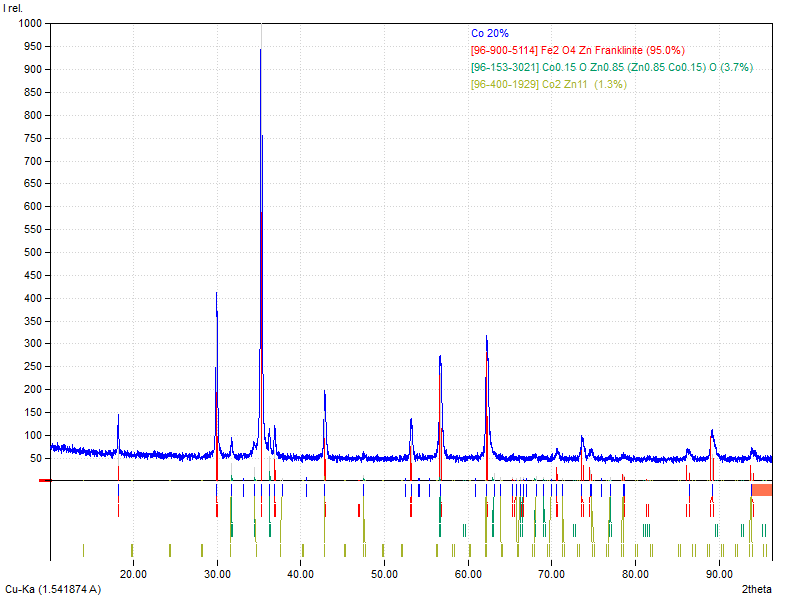 I rel.
1000
950
900
850
800
750
700
650
600
550
500
450
400
350
300
250
200
150
100
50
Co 20%
[96-900-5114] Fe2 O4 Zn Franklinite (95.0%)
[96-153-3021] Co0.15 O Zn0.85 (Zn0.85 Co0.15) O (3.7%)
[96-400-1929] Co2 Zn11 (1.3%)
20.00 30.00 40.00 50.00 60.00 70.00 80.00 90.00
Cu-Ka (1.541874 A) 2theta